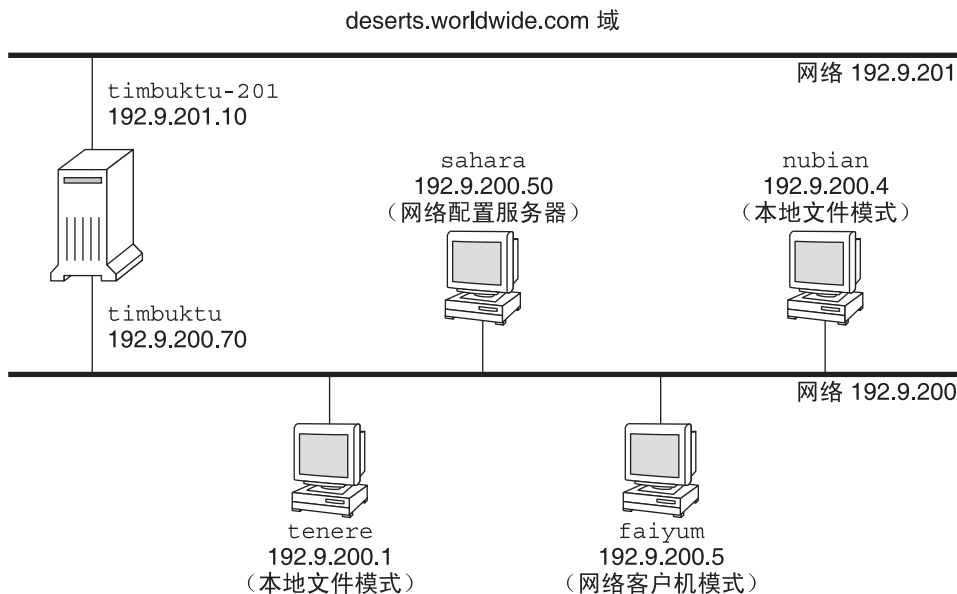 deserts.worldwide.com 域
网络 192.9.201
timbuktu-201
192.9.201.10
sahara
192.9.200.50
（网络配置服务器）
nubian
192.9.200.4
（本地文件模式）
timbuktu
192.9.200.70
网络 192.9.200
tenere
192.9.200.1
（本地文件模式）
faiyum
192.9.200.5
（网络客户机模式）